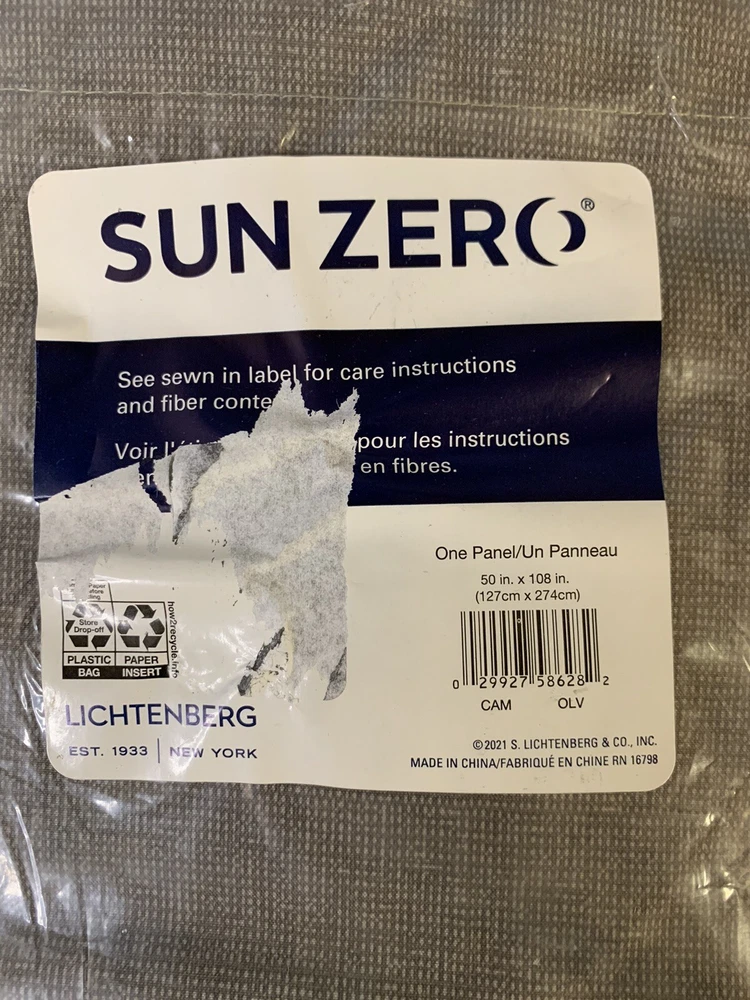 SUN ZERO®
See sewn in label for care instructions
and fiber
Voir pour les instructions
en fibres.
One Panel/Un Panneau
50 in. x 108 in.
(127cm x 274cm)
0 29927 58628 2
CAM OLV
Paper
Store
Drop-off
PLASTIC PAPER
BAG INSERT
how2recycle.info
LICHTENBERG
EST. 1933 | NEW YORK
©2021 S. LICHTENBERG & CO., INC.
MADE IN CHINA/FABRIQUÉ EN CHINE RN 16798